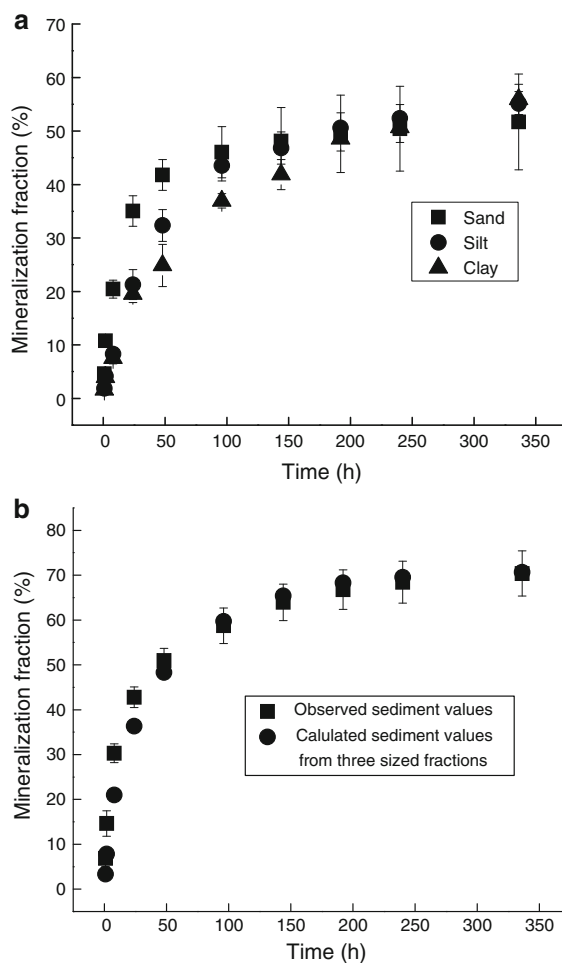 a
70
60
50
40
30
20
10
0
Mineralization fraction (%)
Sand
Silt
Clay
0 50 100 150 200 250 300 350
Time (h)
b
80
70
60
50
40
30
20
10
0
Mineralization fraction (%)
Observed sediment values
Calulated sediment values
from three sized fractions
0 50 100 150 200 250 300 350
Time (h)